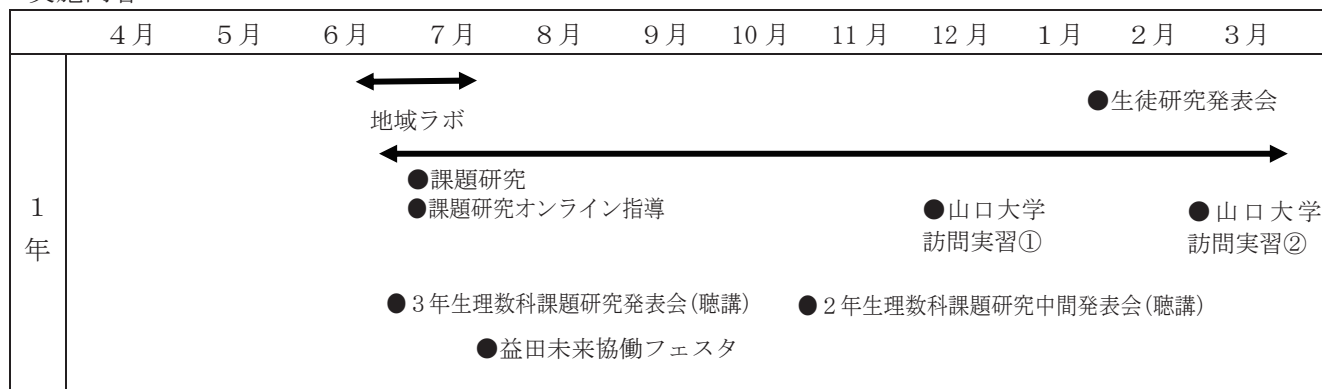 4月 5月 6月 7月 8月 9月 10月 11月 12月 1月 2月 3月
1年
地域ラボ
●生徒研究発表会
●課題研究
●課題研究オンライン指導
●山口大学
訪問実習①
●山口大学
訪問実習②
●3年生理数科課題研究発表会(聴講)
●2年生理数科課題研究中間発表会(聴講)
●益田未来協働フェスタ